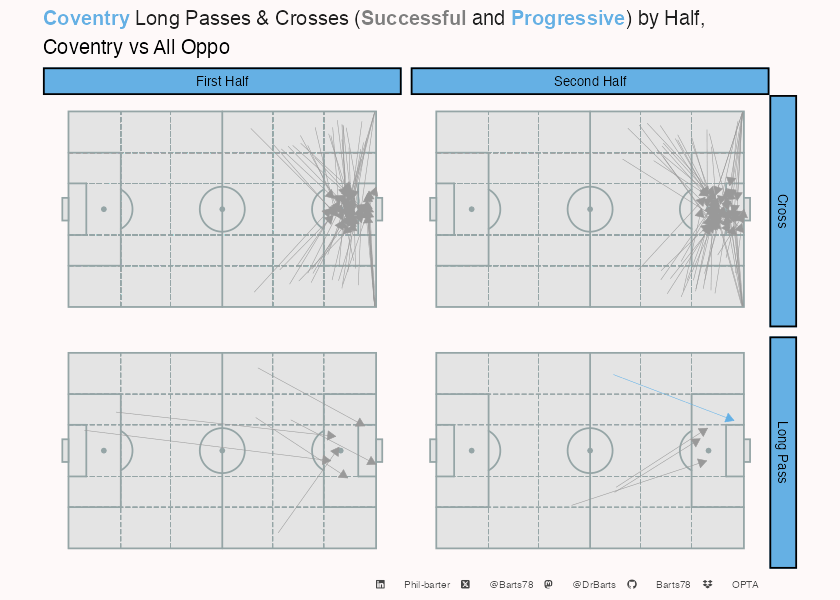 Coventry Long Passes & Crosses (Successful and Progressive) by Half,
Coventry vs All Oppo
First Half
Second Half
Cross
Long Pass
Phil-barter @Barts78 @DrBarts Barts78 OPTA